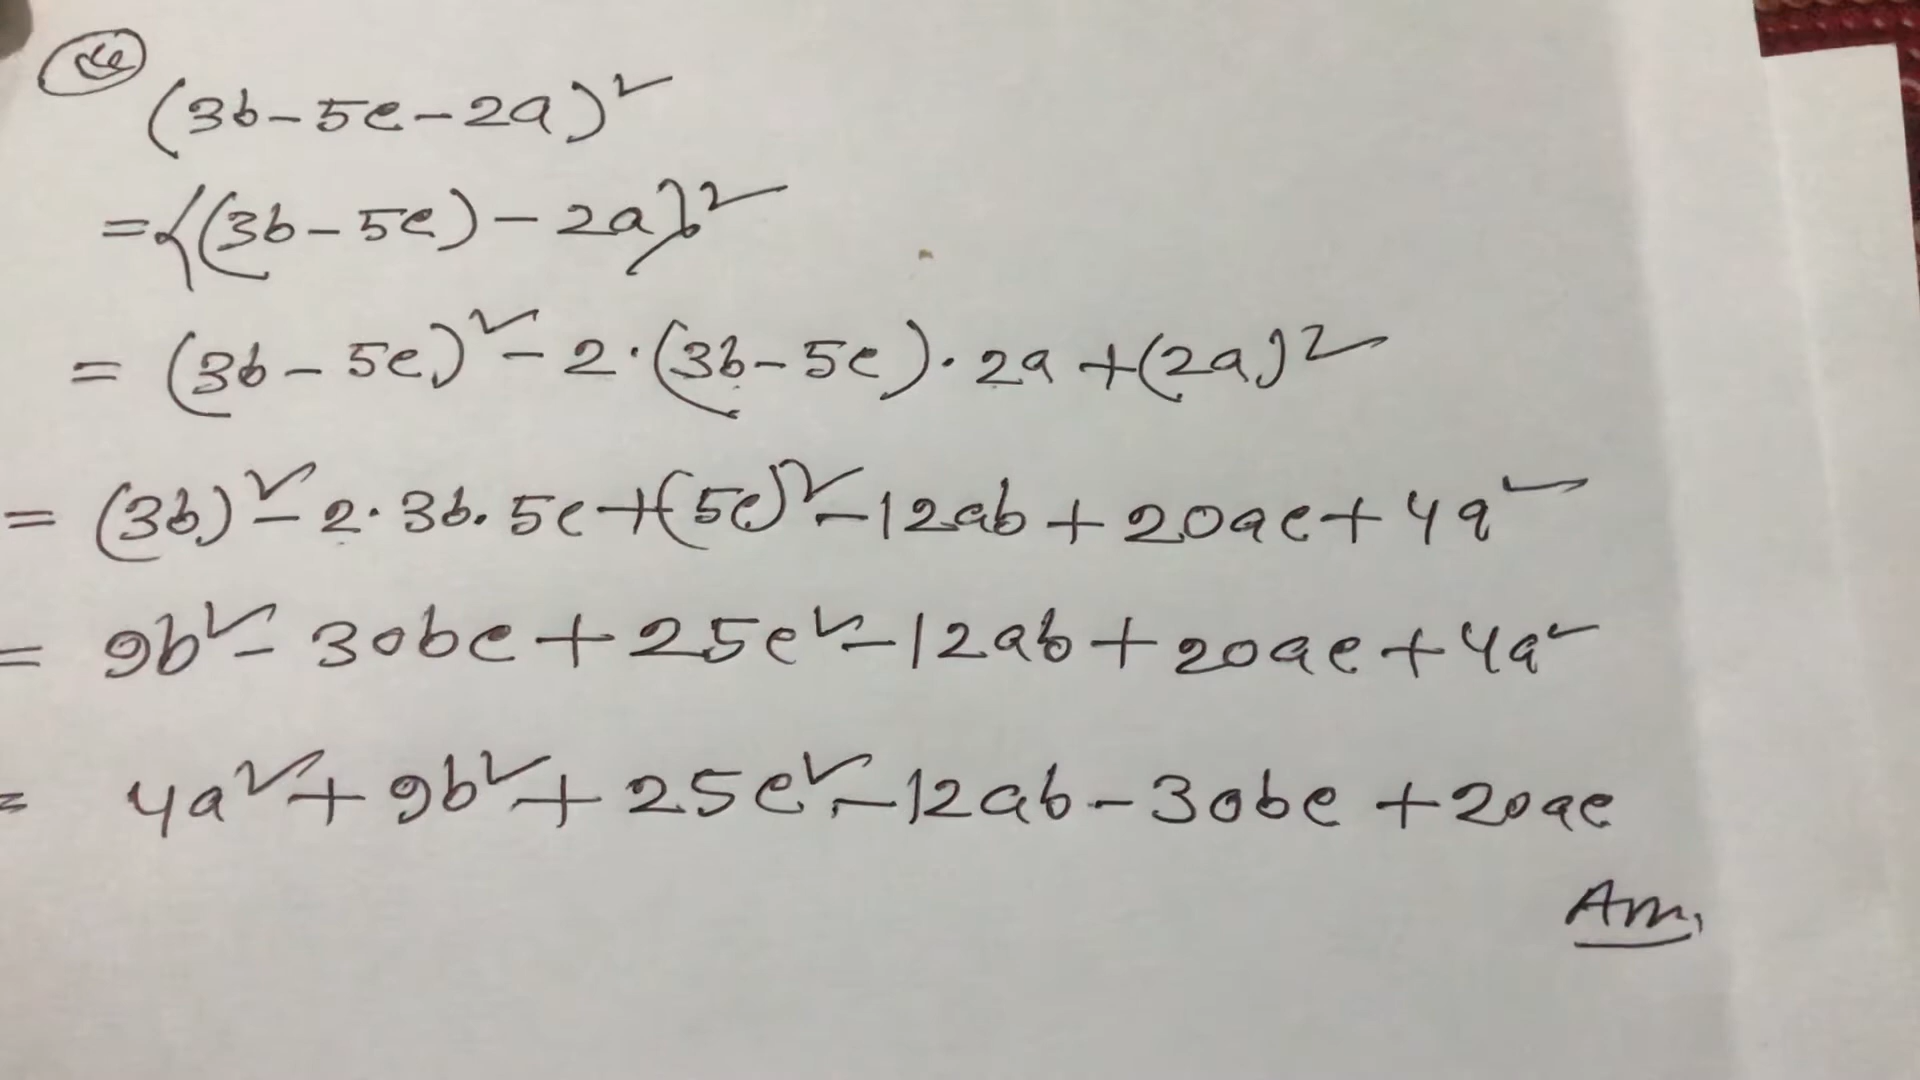 (3b-5c-2a)²
={(3b-5c)-2a}²
= (3b-5c)²-2·(3b-5c)·2a+(2a)²
= (3b)²-2·3b·5c+(5c)²-12ab+20ac+4a²
= 9b²-30bc+25c²-12ab+20ac+4a²
= 4a²+9b²+25c²-12ab-30bc+20ac
Ans.